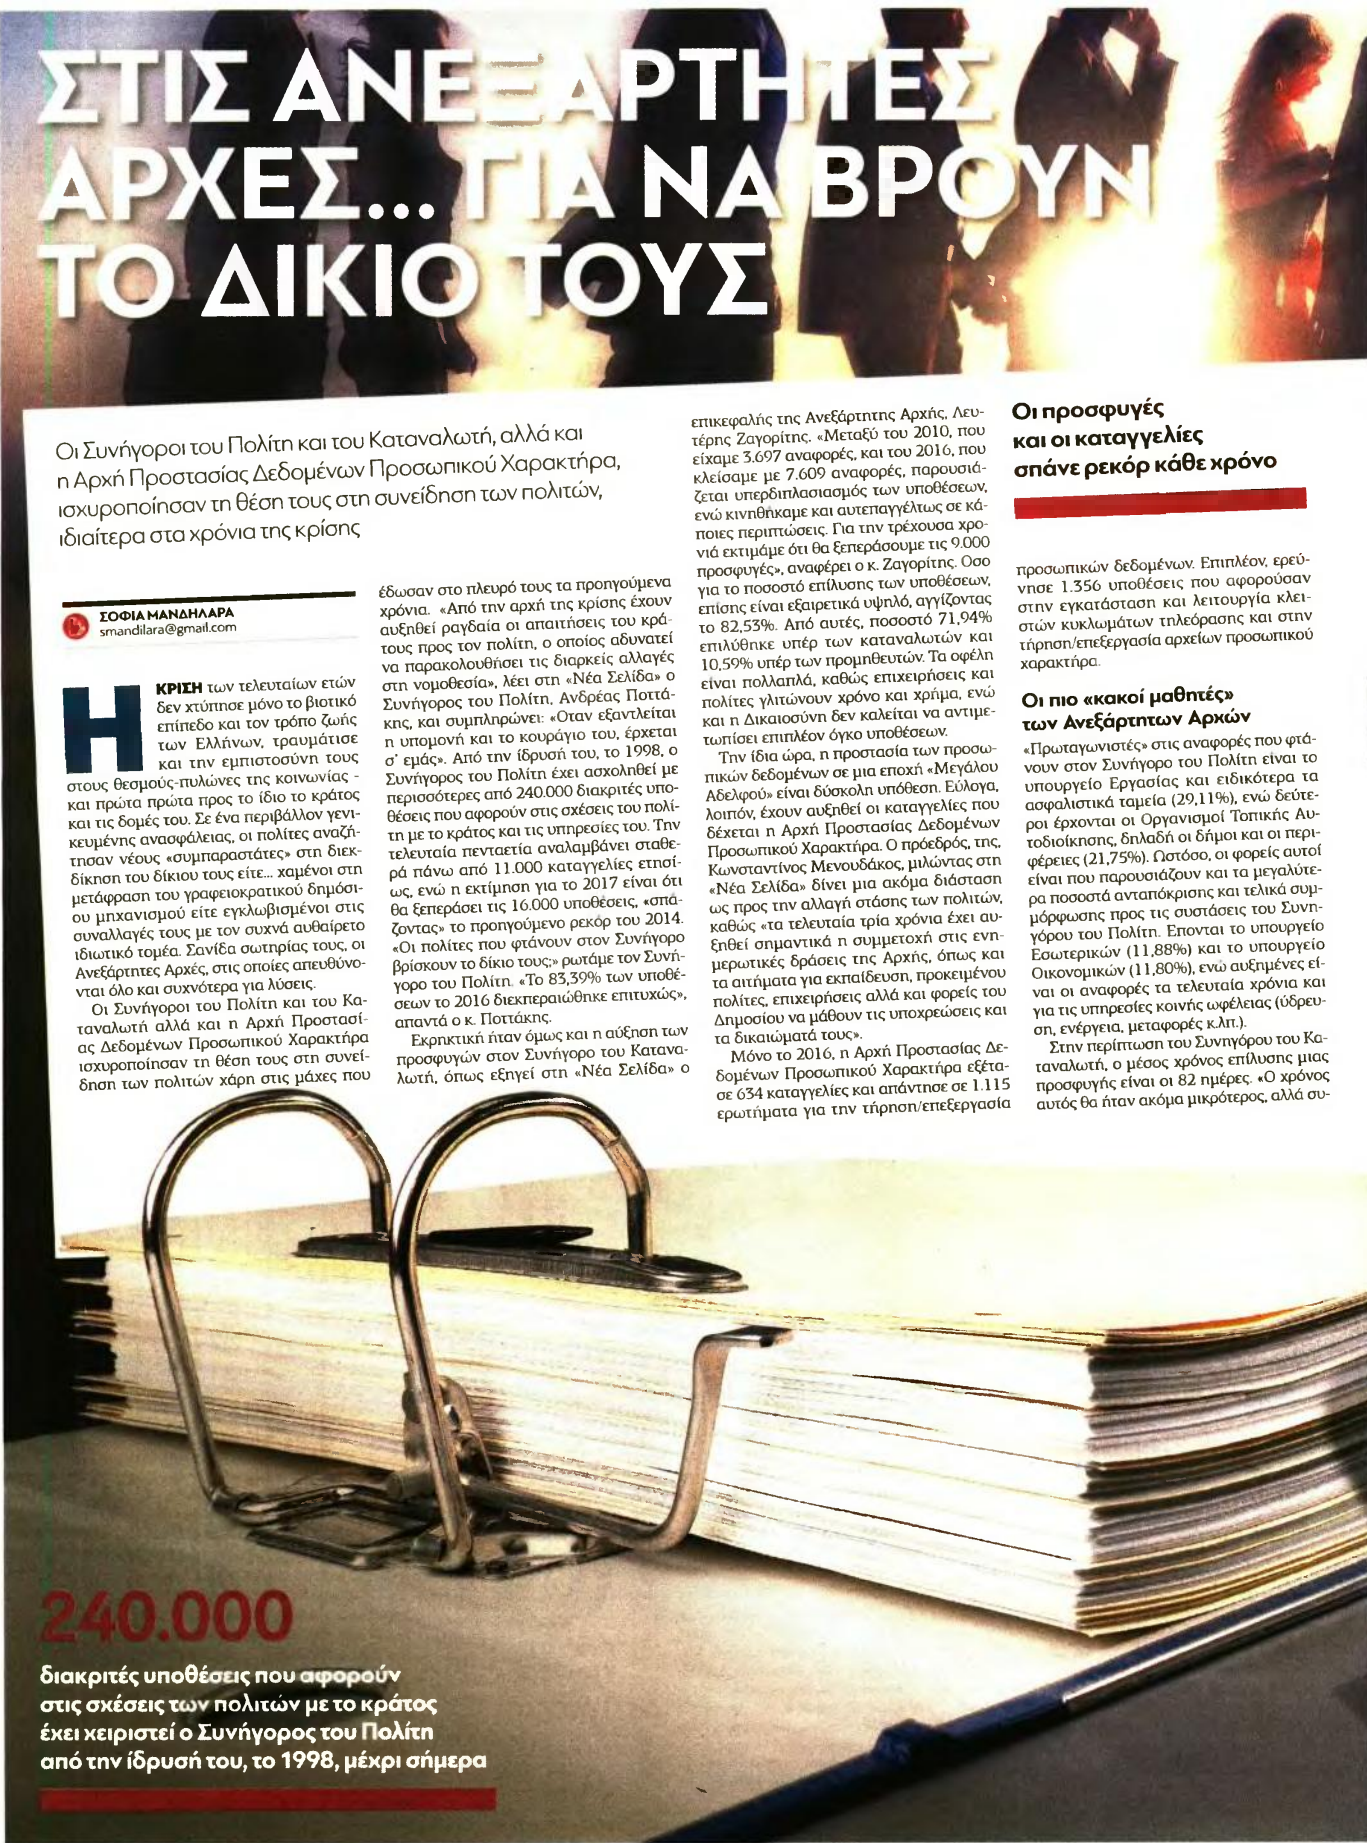 ΣΤΙΣ ΑΝΕΞΑΡΤΗΤΕΣ
ΑΡΧΕΣ... ΓΙΑ ΝΑ ΒΡΟΥΝ
ΤΟ ΔΙΚΙΟ ΤΟΥΣ
Οι Συνήγοροι του Πολίτη και του Καταναλωτή, αλλά και
η Αρχή Προστασίας Δεδομένων Προσωπικού Χαρακτήρα,
ισχυροποίησαν τη θέση τους στη συνείδηση των πολιτών,
ιδιαίτερα στα χρόνια της κρίσης
ΣΟΦΙΑ ΜΑΝΔΗΛΑΡΑ
smandilara@gmail.com
Η ΚΡΙΣΗ των τελευταίων ετών
δεν χτύπησε μόνο το βιοτικό
επίπεδο και τον τρόπο ζωής
των Ελλήνων, τραυμάτισε
και την εμπιστοσύνη τους
στους θεσμούς-πυλώνες της κοινωνίας -
και πρώτα πρώτα προς το ίδιο το κράτος
και τις δομές του. Σε ένα περιβάλλον γενι-
κευμένης ανασφάλειας, οι πολίτες αναζή-
τησαν νέους «συμπαραστάτες» στη διεκ-
δίκηση του δίκιου τους είτε... χαμένοι στη
μετάφραση του γραφειοκρατικού δημόσι-
ου μηχανισμού είτε εγκλωβισμένοι στις
συναλλαγές τους με τον συχνά αυθαίρετο
ιδιωτικό τομέα. Σανίδα σωτηρίας τους, οι
Ανεξάρτητες Αρχές, στις οποίες απευθύνο-
νται όλο και συχνότερα για λύσεις.
Οι Συνήγοροι του Πολίτη και του Κα-
ταναλωτή αλλά και η Αρχή Προστασί-
ας Δεδομένων Προσωπικού Χαρακτήρα
ισχυροποίησαν τη θέση τους στη συνεί-
δηση των πολιτών χάρη στις μάχες που
έδωσαν στο πλευρό τους τα προηγούμενα
χρόνια. «Από την αρχή της κρίσης έχουν
αυξηθεί ραγδαία οι απαιτήσεις του κρά-
τους προς τον πολίτη, ο οποίος αδυνατεί
να παρακολουθήσει τις διαρκείς αλλαγές
στη νομοθεσία», λέει στη «Νέα Σελίδα» ο
Συνήγορος του Πολίτη, Ανδρέας Ποττά-
κης, και συμπληρώνει: «Οταν εξαντλείται
η υπομονή και το κουράγιο του, έρχεται
σ' εμάς». Από την ίδρυσή του, το 1998, ο
Συνήγορος του Πολίτη έχει ασχοληθεί με
περισσότερες από 240.000 διακριτές υπο-
θέσεις που αφορούν στις σχέσεις του πολί-
τη με το κράτος και τις υπηρεσίες του. Την
τελευταία πενταετία αναλαμβάνει σταθε-
ρά πάνω από 11.000 καταγγελίες ετησί-
ως, ενώ η εκτίμηση για το 2017 είναι ότι
θα ξεπεράσει τις 16.000 υποθέσεις, «σπά-
ζοντας» το προηγούμενο ρεκόρ του 2014.
«Οι πολίτες που φτάνουν στον Συνήγορο
βρίσκουν το δίκιο τους;» ρωτάμε τον Συνή-
γορο του Πολίτη. «Το 83,39% των υποθέ-
σεων το 2016 διεκπεραιώθηκε επιτυχώς»,
απαντά ο κ. Ποττάκης.
Εκρηκτική ήταν όμως και η αύξηση των
προσφυγών στον Συνήγορο του Κατανα-
λωτή, όπως εξηγεί στη «Νέα Σελίδα» ο
επικεφαλής της Ανεξάρτητης Αρχής, Λευ-
τέρης Ζαγορίτης. «Μεταξύ του 2010, που
είχαμε 3.697 αναφορές, και του 2016, που
κλείσαμε με 7.609 αναφορές, παρουσιά-
ζεται υπερδιπλασιασμός των υποθέσεων,
ενώ κινηθήκαμε και αυτεπαγγέλτως σε κά-
ποιες περιπτώσεις. Για την τρέχουσα χρο-
νιά εκτιμάμε ότι θα ξεπεράσουμε τις 9.000
προσφυγές», αναφέρει ο κ. Ζαγορίτης. Οσο
για το ποσοστό επίλυσης των υποθέσεων,
επίσης είναι εξαιρετικά υψηλό, αγγίζοντας
το 82,53%. Από αυτές, ποσοστό 71,94%
επιλύθηκε υπέρ των καταναλωτών και
10,59% υπέρ των προμηθευτών. Τα οφέλη
είναι πολλαπλά, καθώς επιχειρήσεις και
πολίτες γλιτώνουν χρόνο και χρήμα, ενώ
και η Δικαιοσύνη δεν καλείται να αντιμε-
τωπίσει επιπλέον όγκο υποθέσεων.
Την ίδια ώρα, η προστασία των προσω-
πικών δεδομένων σε μια εποχή «Μεγάλου
Αδελφού» είναι δύσκολη υπόθεση. Εύλογα,
λοιπόν, έχουν αυξηθεί οι καταγγελίες που
δέχεται η Αρχή Προστασίας Δεδομένων
Προσωπικού Χαρακτήρα. Ο πρόεδρός, της,
Κωνσταντίνος Μενουδάκος, μιλώντας στη
«Νέα Σελίδα» δίνει μια ακόμα διάσταση
ως προς την αλλαγή στάσης των πολιτών,
καθώς «τα τελευταία τρία χρόνια έχει αυ-
ξηθεί σημαντικά η συμμετοχή στις ενη-
μερωτικές δράσεις της Αρχής, όπως και
τα αιτήματα για εκπαίδευση, προκειμένου
πολίτες, επιχειρήσεις αλλά και φορείς του
Δημοσίου να μάθουν τις υποχρεώσεις και
τα δικαιώματά τους».
Μόνο το 2016, η Αρχή Προστασίας Δε-
δομένων Προσωπικού Χαρακτήρα εξέτα-
σε 634 καταγγελίες και απάντησε σε 1.115
ερωτήματα για την τήρηση/επεξεργασία
Οι προσφυγές
και οι καταγγελίες
σπάνε ρεκόρ κάθε χρόνο
προσωπικών δεδομένων. Επιπλέον, ερεύ-
νησε 1.356 υποθέσεις που αφορούσαν
στην εγκατάσταση και λειτουργία κλει-
στών κυκλωμάτων τηλεόρασης και στην
τήρηση/επεξεργασία αρχείων προσωπικού
χαρακτήρα.
Οι πιο «κακοί μαθητές»
των Ανεξάρτητων Αρχών
«Πρωταγωνιστές» στις αναφορές που φτά-
νουν στον Συνήγορο του Πολίτη είναι το
υπουργείο Εργασίας και ειδικότερα τα
ασφαλιστικά ταμεία (29,11%), ενώ δεύτε-
ροι έρχονται οι Οργανισμοί Τοπικής Αυ-
τοδιοίκησης, δηλαδή οι δήμοι και οι περι-
φέρειες (21,75%). Ωστόσο, οι φορείς αυτοί
είναι που παρουσιάζουν και τα μεγαλύτε-
ρα ποσοστά ανταπόκρισης και τελικά συμ-
μόρφωσης προς τις συστάσεις του Συνη-
γόρου του Πολίτη. Επονται το υπουργείο
Εσωτερικών (11,88%) και το υπουργείο
Οικονομικών (11,80%), ενώ αυξημένες εί-
ναι οι αναφορές τα τελευταία χρόνια και
για τις υπηρεσίες κοινής ωφέλειας (ύδρευ-
ση, ενέργεια, μεταφορές κ.λπ.).
Στην περίπτωση του Συνηγόρου του Κα-
ταναλωτή, ο μέσος χρόνος επίλυσης μιας
προσφυγής είναι οι 82 ημέρες. «Ο χρόνος
αυτός θα ήταν ακόμα μικρότερος, αλλά συ-
240.000
διακριτές υποθέσεις που αφορούν
στις σχέσεις των πολιτών με το κράτος
έχει χειριστεί ο Συνήγορος του Πολίτη
από την ίδρυσή του, το 1998, μέχρι σήμερα